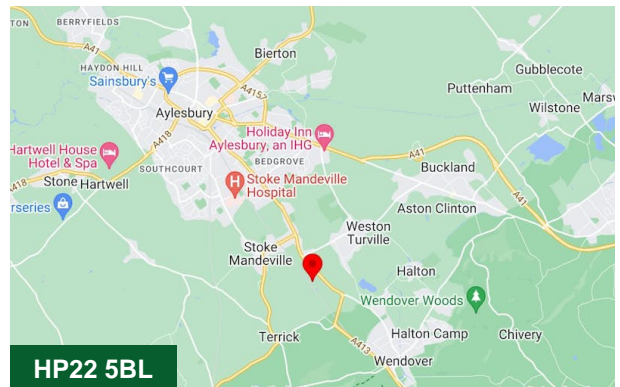 TON
BERRYFIELDS
A41
HAYDON HILL
Sainsbury's
Bierton
A4157
Aylesbury
Gubblecote
Puttenham
Wilstone
Marsw
Holiday Inn
Aylesbury, an IHG
A41
Hartwell House
Hotel & Spa
A418
BEDGROVE
SOUTHCOURT
Stone
Hartwell
A418
rseries
Stoke Mandeville
Hospital
Buckland
A41
Aston Clinton
Weston
Turville
Stoke
Mandeville
Halton
Wendover Woods
Terrick
A413
Halton Camp
Chivery
Wendover
HP22 5BL